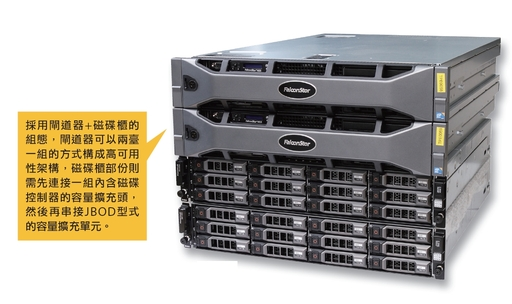 採用閘道器+磁碟櫃的
組態，閘道器可以兩臺
一組的方式構成高可用
性架構，磁碟櫃部份則
需先連接一組內含磁碟
控制器的容量擴充頭，
然後再串接JBOD型式
的容量擴充單元。
FalconStor
FalconStor